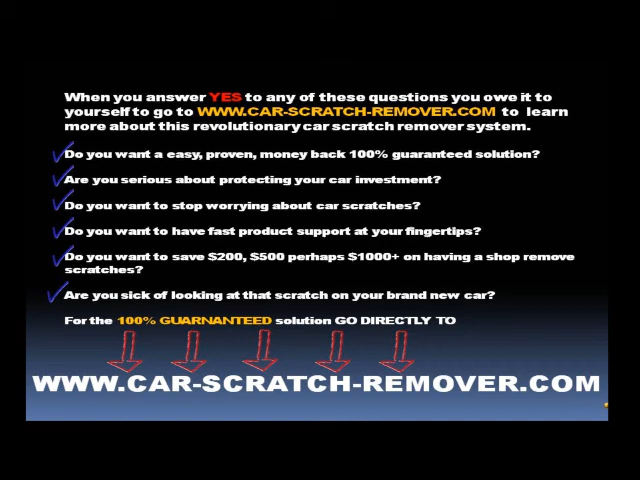 When you answer YES to any of these questions you owe it to
yourself to go to WWW.CAR-SCRATCH-REMOVER.COM to learn
more about this revolutionary car scratch remover system.
Do you want a easy, proven, money back 100% guaranteed solution?
Are you serious about protecting your car investment?
Do you want to stop worrying about car scratches?
Do you want to have fast product support at your fingertips?
Do you want to save $200, $500 perhaps $1000+ on having a shop remove
scratches?
Are you sick of looking at that scratch on your brand new car?
For the 100% GUARNANTEED solution GO DIRECTLY TO
WWW.CAR-SCRATCH-REMOVER.COM